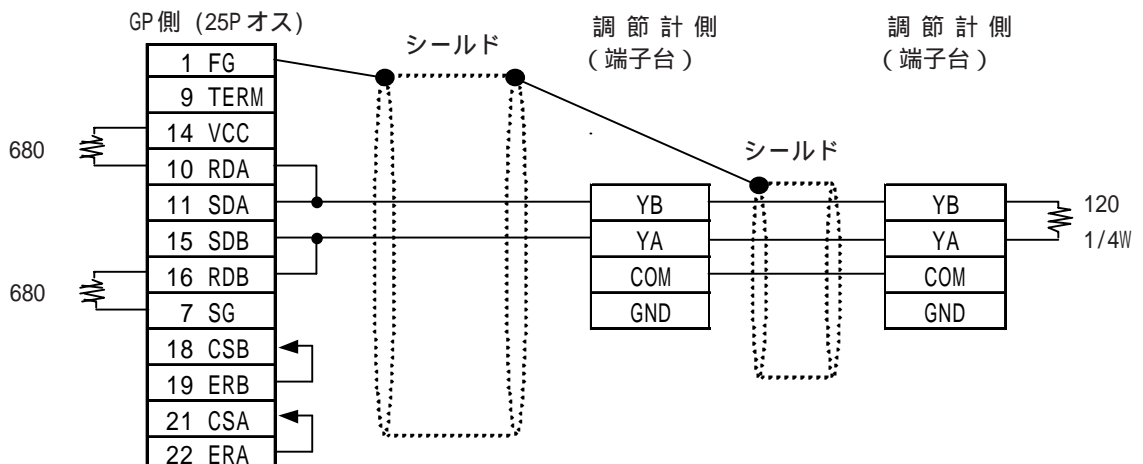 GP側 (25Pオス)
シールド
調節計側
(端子台)
調節計側
(端子台)
1 FG
9 TERM
14 VCC
680
10 RDA
シールド
11 SDA
YB
YB
120
15 SDB
YA
YA
1/4W
16 RDB
COM
COM
680
7 SG
GND
GND
18 CSB
19 ERB
21 CSA
22 ERA